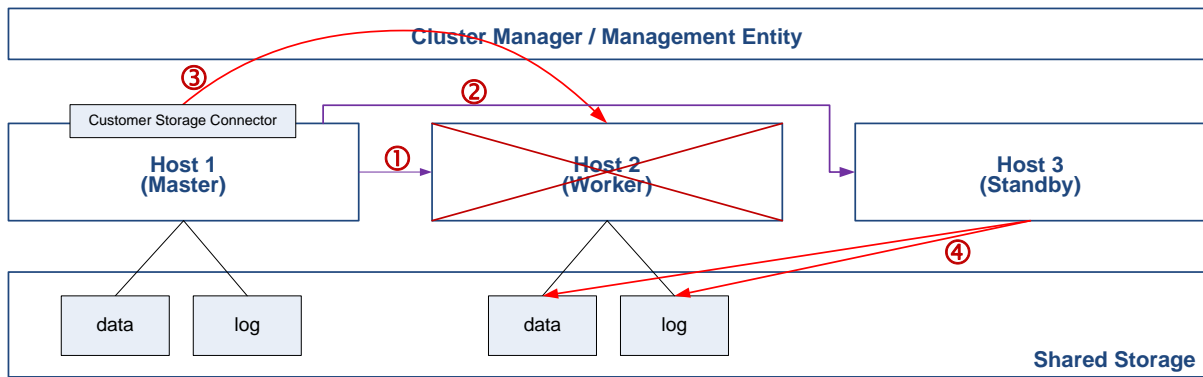 Cluster Manager / Management Entity
③
②
Customer Storage Connector
①
Host 1
(Master)
Host 2
(Worker)
Host 3
(Standby)
④
data
log
data
log
Shared Storage